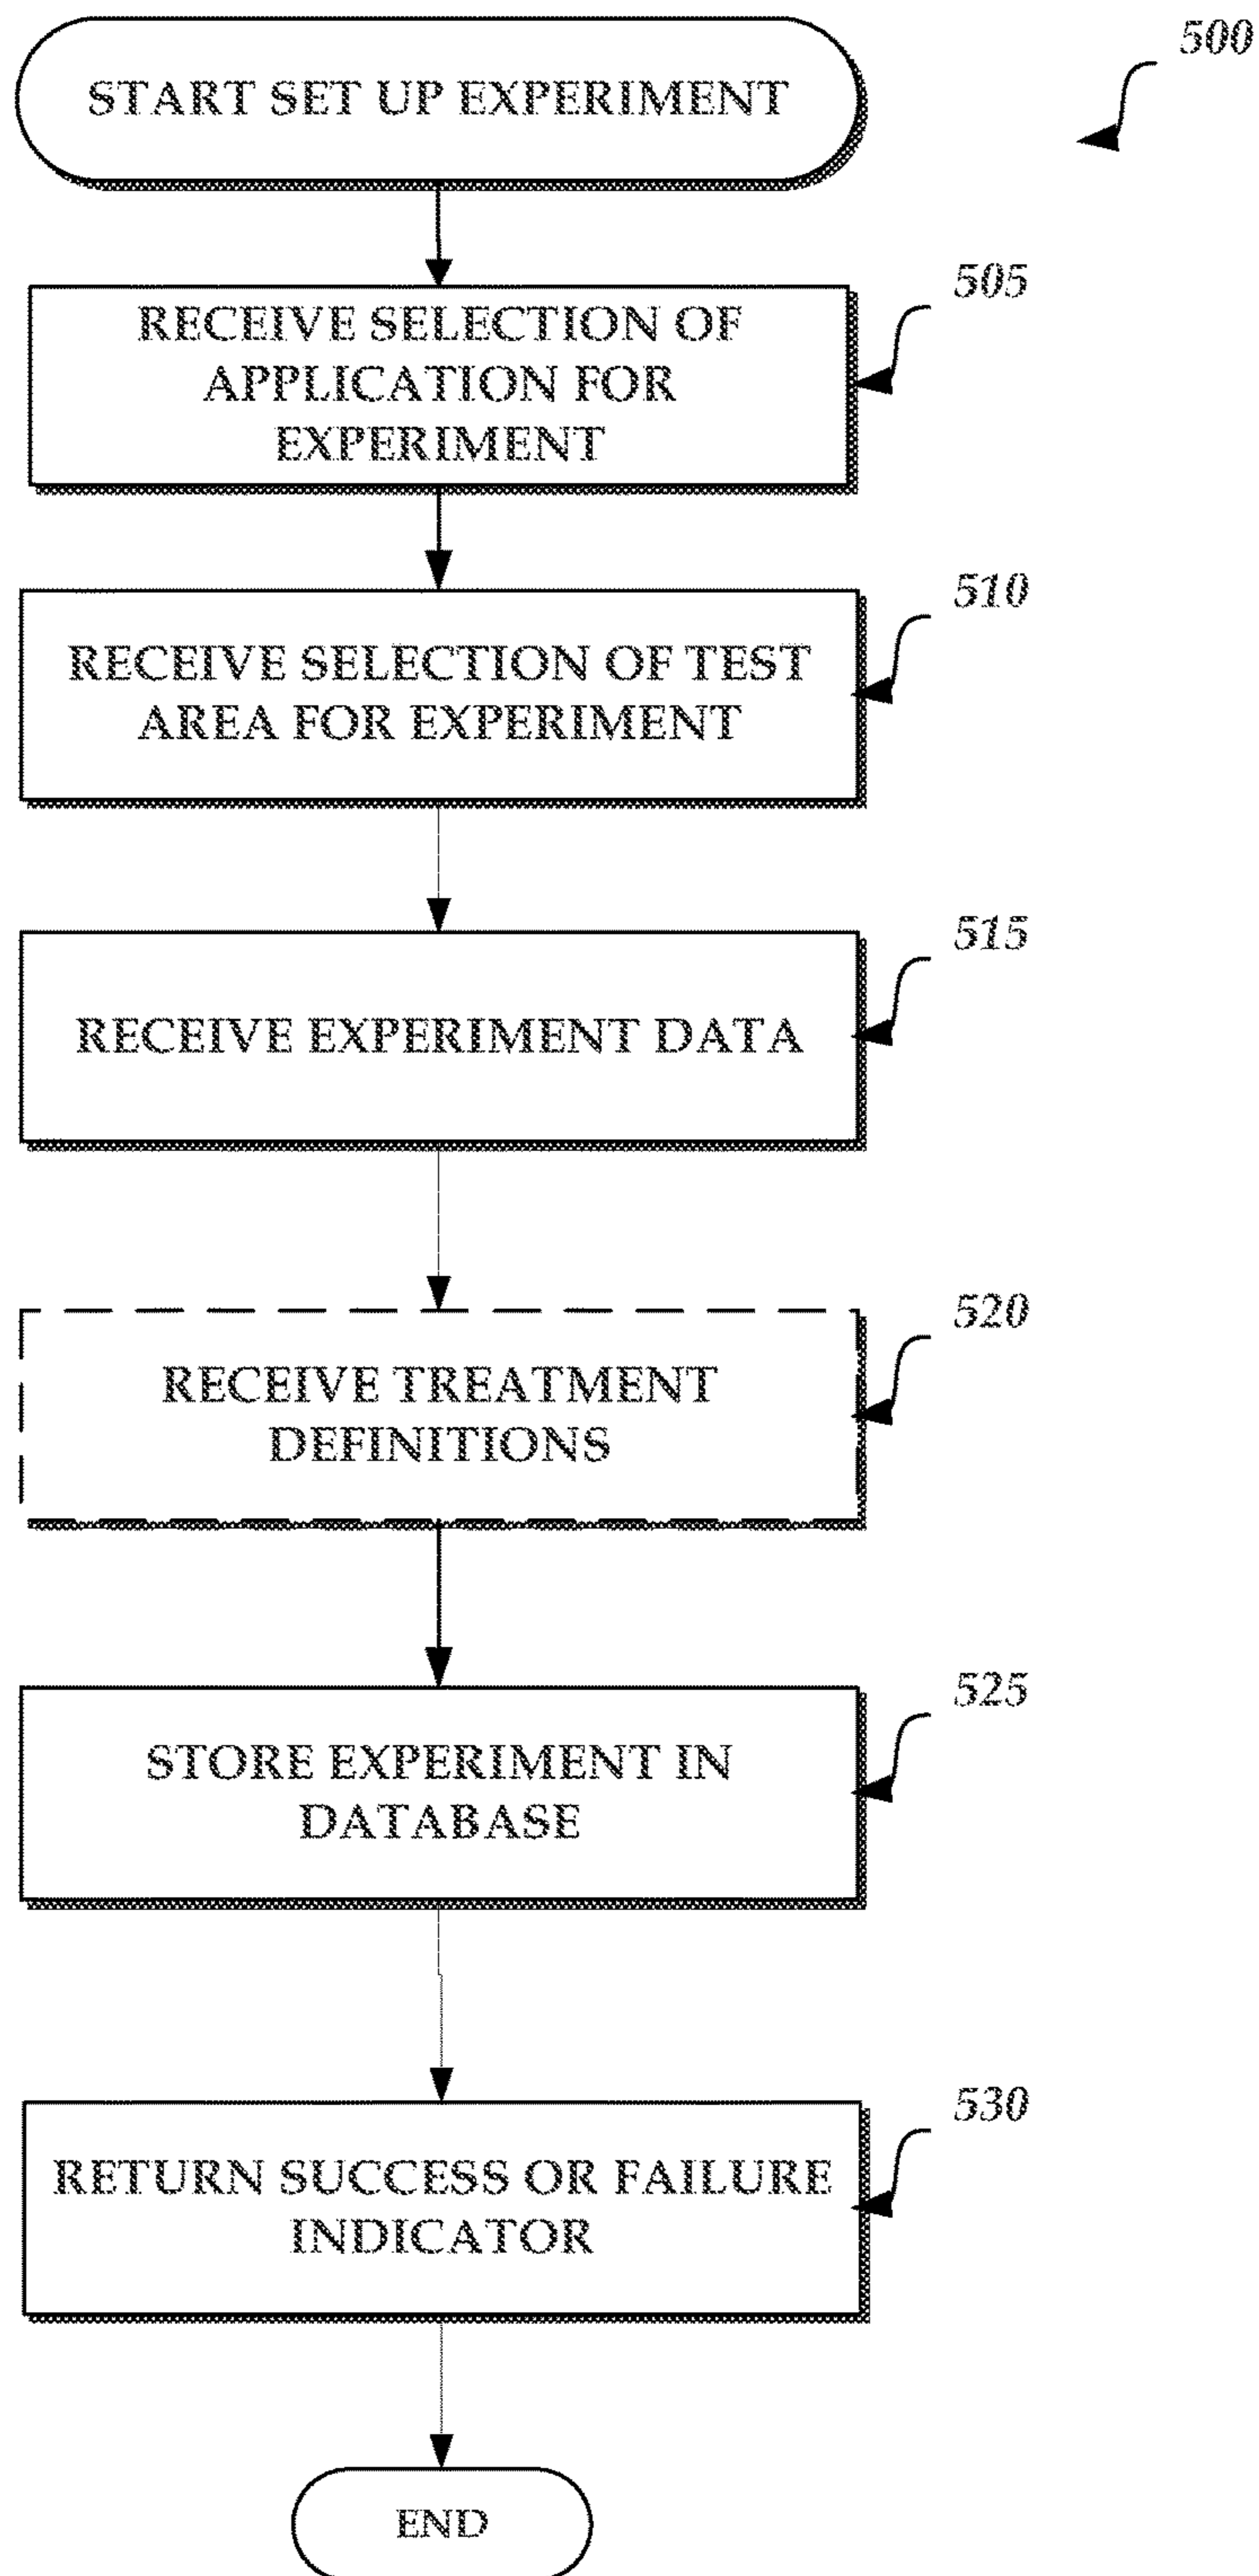 START SET UP EXPERIMENT
500
RECEIVE SELECTION OF
APPLICATION FOR
EXPERIMENT
505
RECEIVE SELECTION OF TEST
AREA FOR EXPERIMENT
510
RECEIVE EXPERIMENT DATA
515
RECEIVE TREATMENT
DEFINITIONS
520
STORE EXPERIMENT IN
DATABASE
525
RETURN SUCCESS OR FAILURE
INDICATOR
530
END